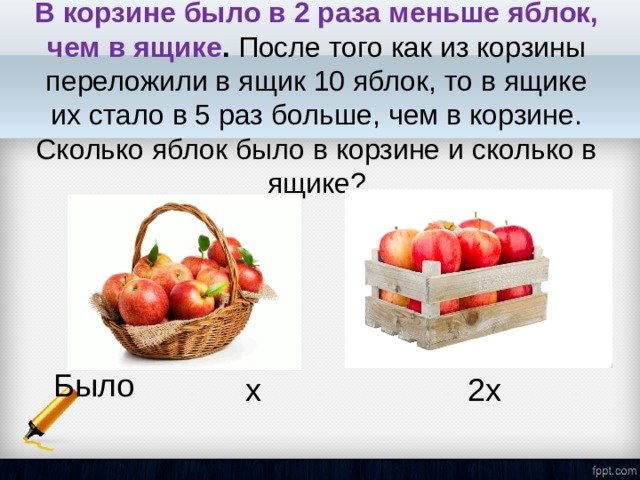 В корзине было в 2 раза меньше яблок,
чем в ящике. После того как из корзины
переложили в ящик 10 яблок, то в ящике
их стало в 5 раз больше, чем в корзине.
Сколько яблок было в корзине и сколько в
ящике?
Было
х
2х
fppt.com